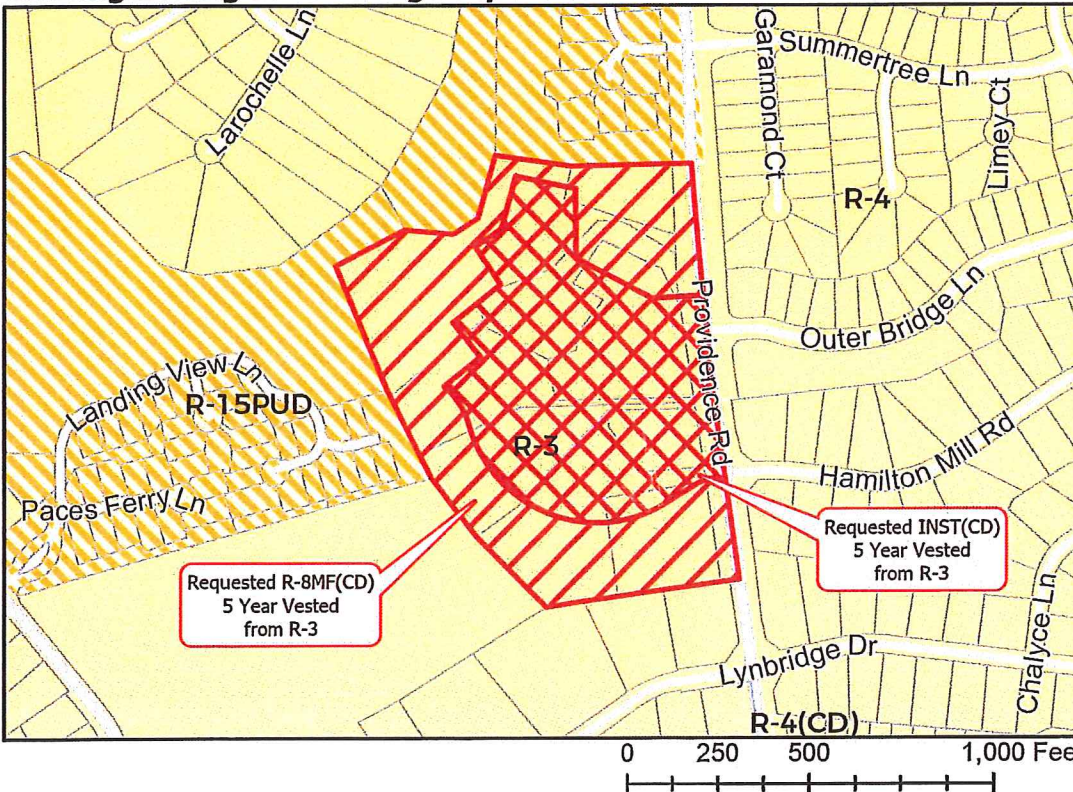 Larochelle Ln
Garamond Ct
Summertree Ln
Limey Ct
R-4
Providence Rd
Outer Bridge Ln
Landing View Ln
R-15PUD
R-3
Hamilton Mill Rd
Paces Ferry Ln
Requested INST(CD)
5 Year Vested
from R-3
Requested R-8MF(CD)
5 Year Vested
from R-3
Chalyce Ln
Lynbridge Dr
R-4(CD)
0 250 500 1,000 Fee